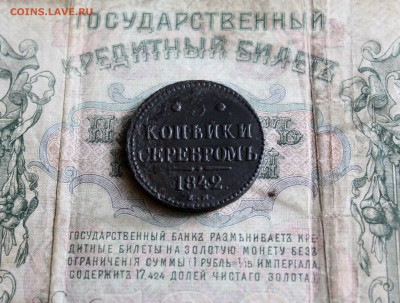 COINS.LAVE.RU
ГОСУДАРСТВЕННЫЙ
КРЕДИТНЫЙ БИЛЕТЪ
3
КОПѢЙКИ
СЕРЕБРОМЪ
1842.
ГОСУДАРСТВЕННЫЙ БАНКЪ РАЗМѢНИВАЕТЪ КРЕ-
ДИТНЫЕ БИЛЕТЫ НА ЗОЛОТУЮ МОНЕТУ БЕЗЪ
ОГРАНИЧЕНІЯ СУММЫ (1 РУБЛЬ = 1/15 ИМПЕРІАЛА,
СОДЕРЖИТЪ 17,424 ДОЛЕЙ ЧИСТАГО ЗОЛОТА)